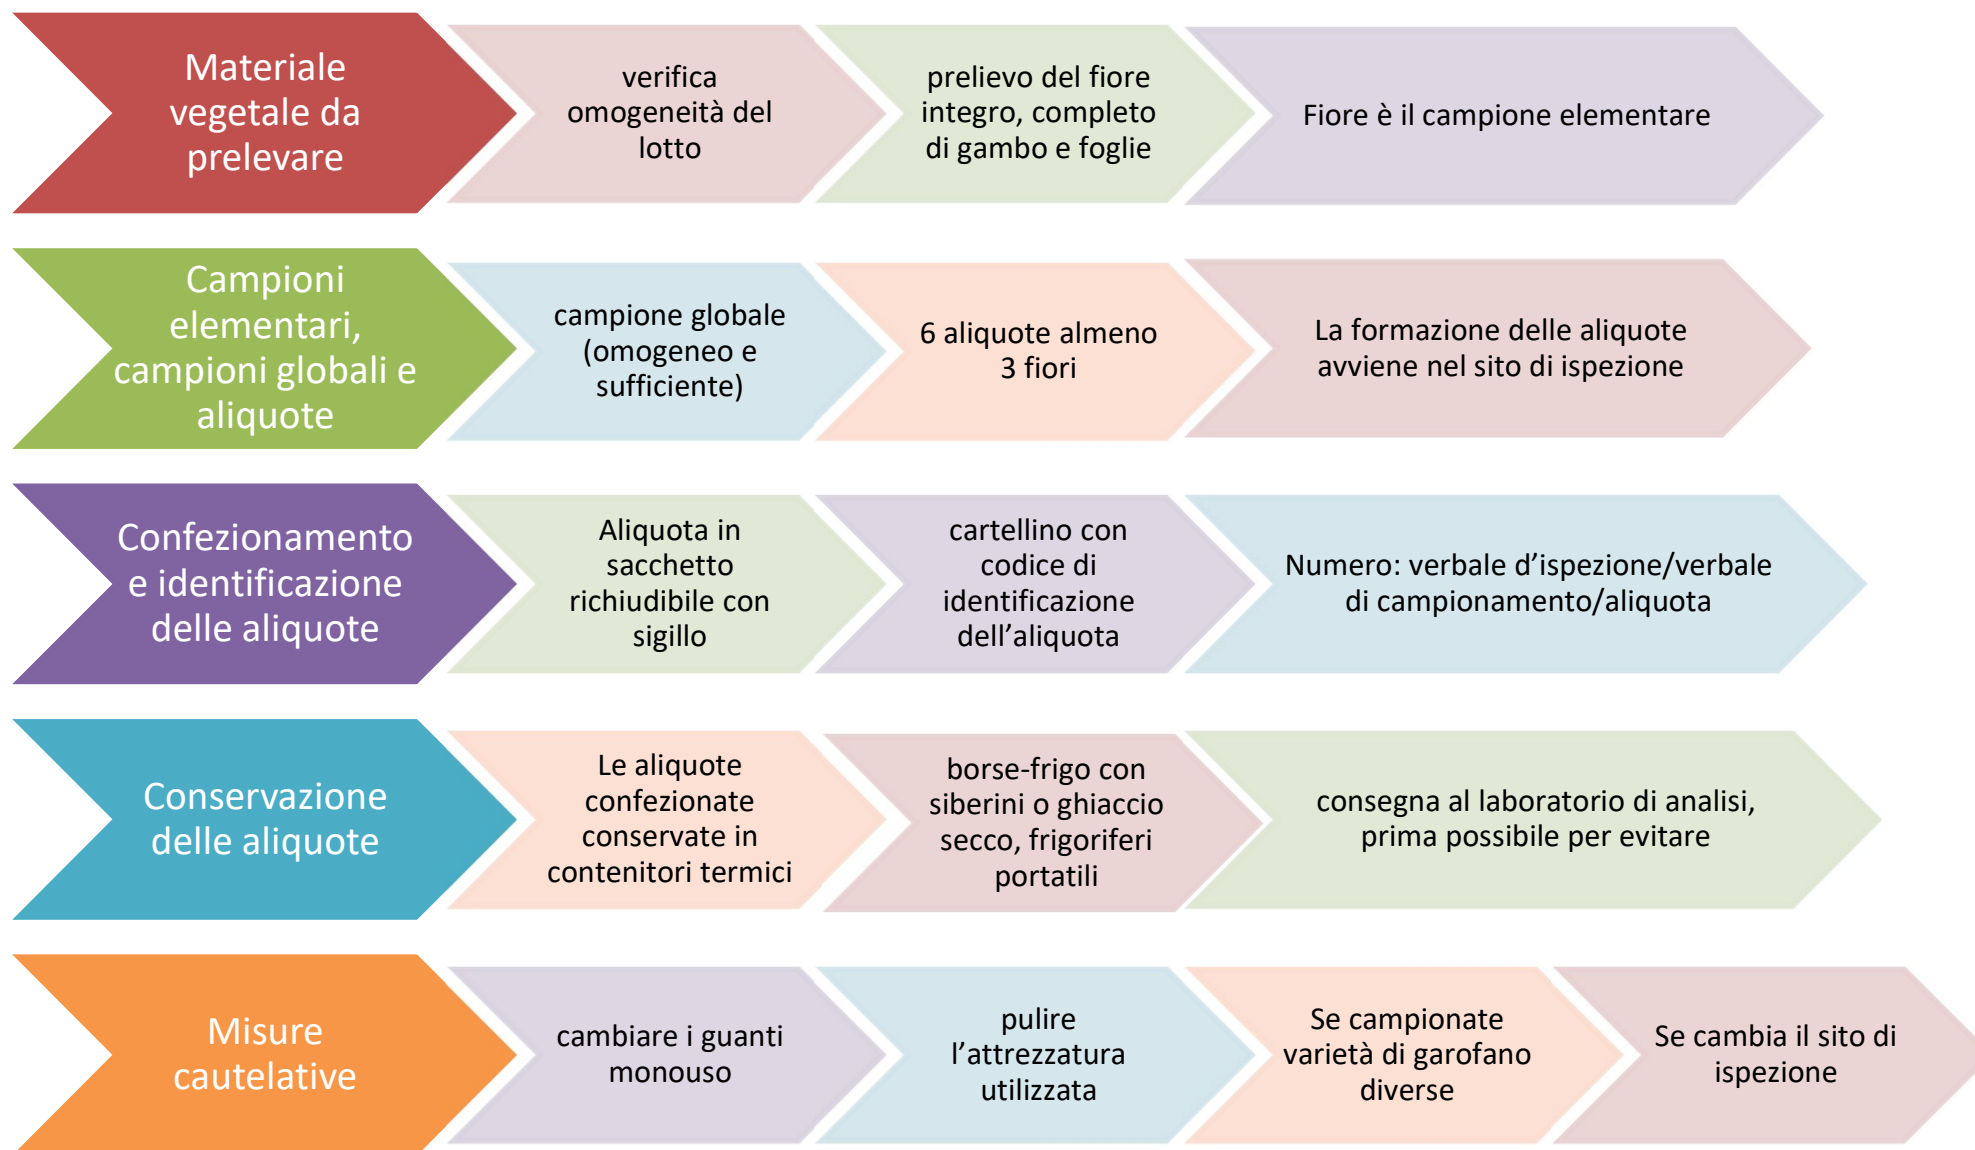 Materiale
vegetale da
prelevare
verifica
omogeneità del
lotto
prelievo del fiore
integro, completo
di gambo e foglie
Fiore è il campione elementare
Campioni
elementari,
campioni globali e
aliquote
campione globale
(omogeneo e
sufficiente)
6 aliquote almeno
3 fiori
La formazione delle aliquote
avviene nel sito di ispezione
Confezionamento
e identificazione
delle aliquote
Aliquota in
sacchetto
richiudibile con
sigillo
cartellino con
codice di
identificazione
dell’aliquota
Numero: verbale d’ispezione/verbale
di campionamento/aliquota
Conservazione
delle aliquote
Le aliquote
confezionate
conservate in
contenitori termici
borse-frigo con
siberini o ghiaccio
secco, frigoriferi
portatili
consegna al laboratorio di analisi,
prima possibile per evitare
Misure
cautelative
cambiare i guanti
monouso
pulire
l’attrezzatura
utilizzata
Se campionate
varietà di garofano
diverse
Se cambia il sito di
ispezione